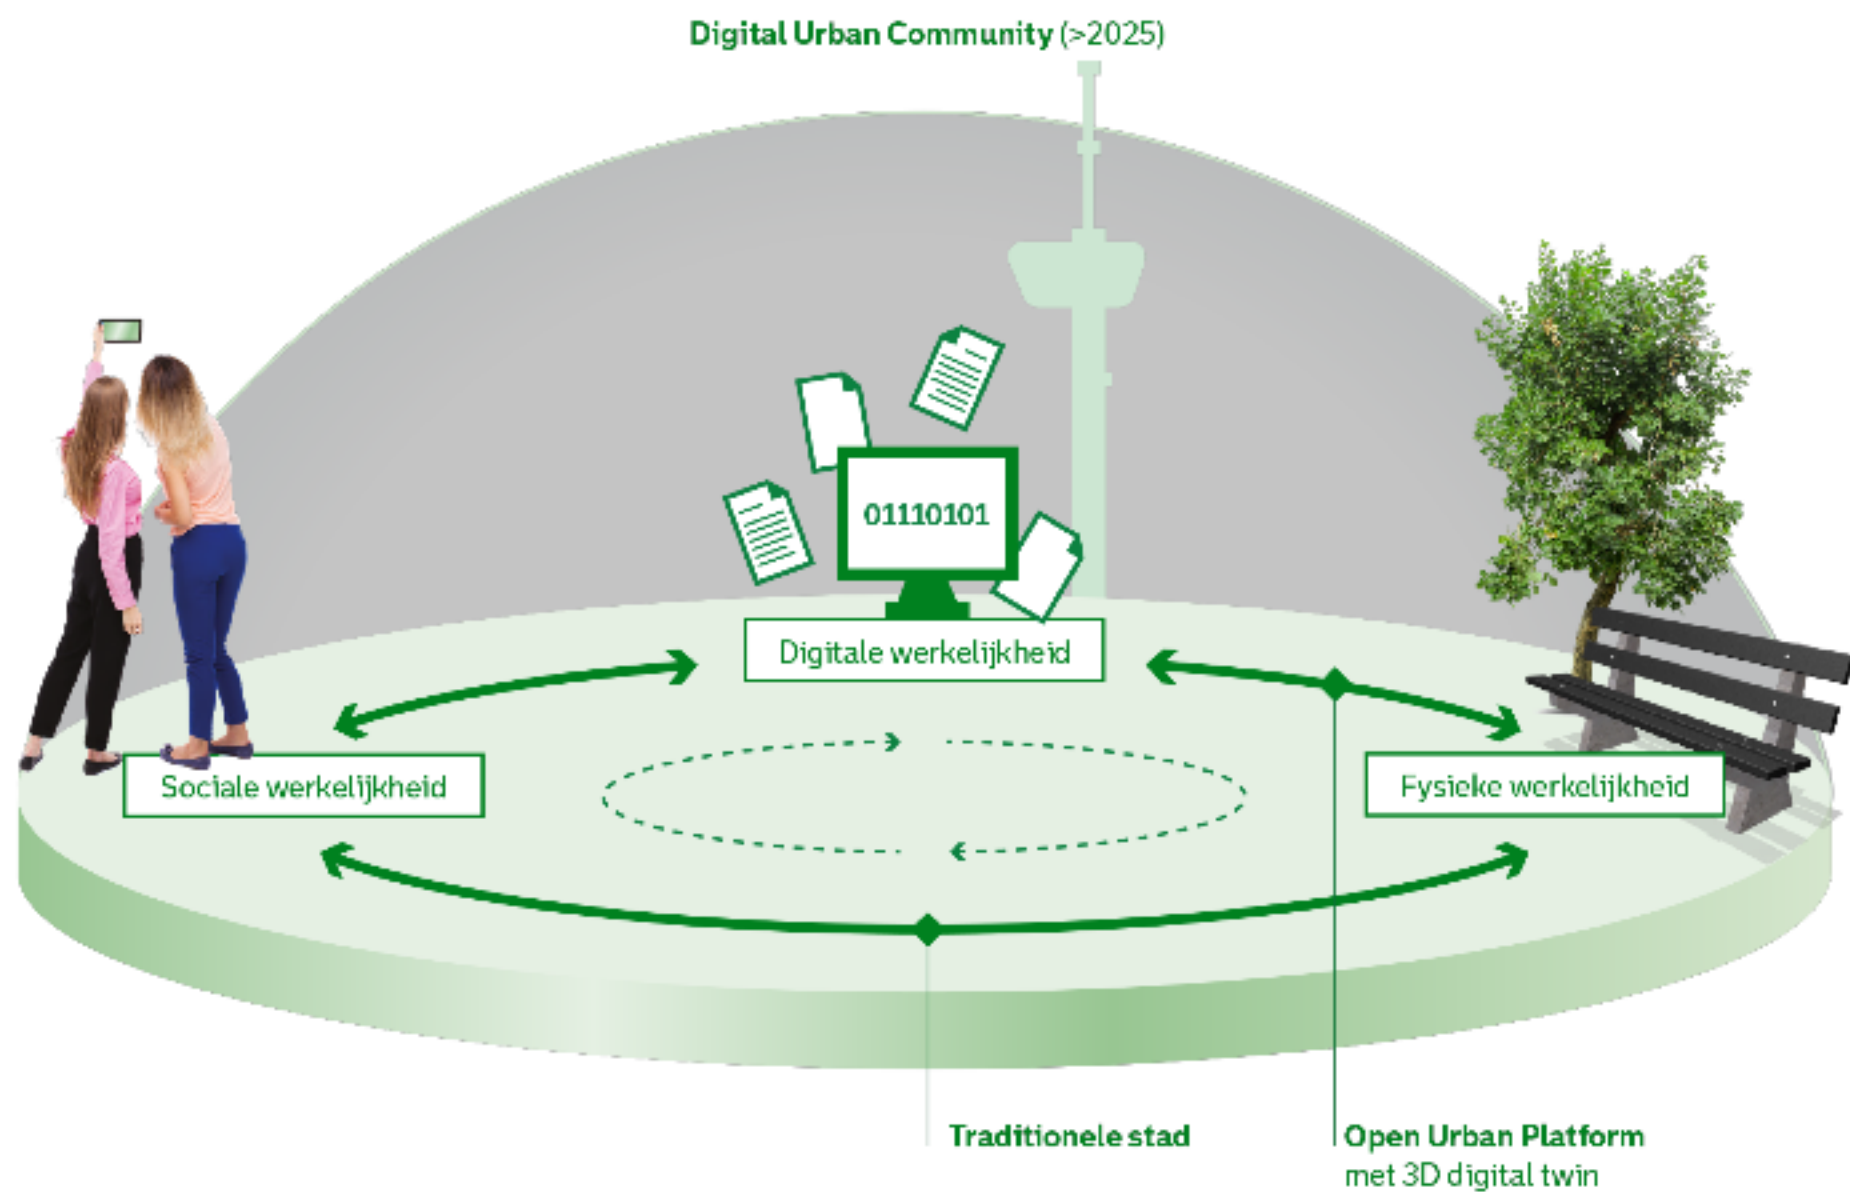 Digital Urban Community (>2025)
01110101
Digitale werkelijkheid
Sociale werkelijkheid
Fysieke werkelijkheid
Traditionele stad
Open Urban Platform
met 3D digital twin